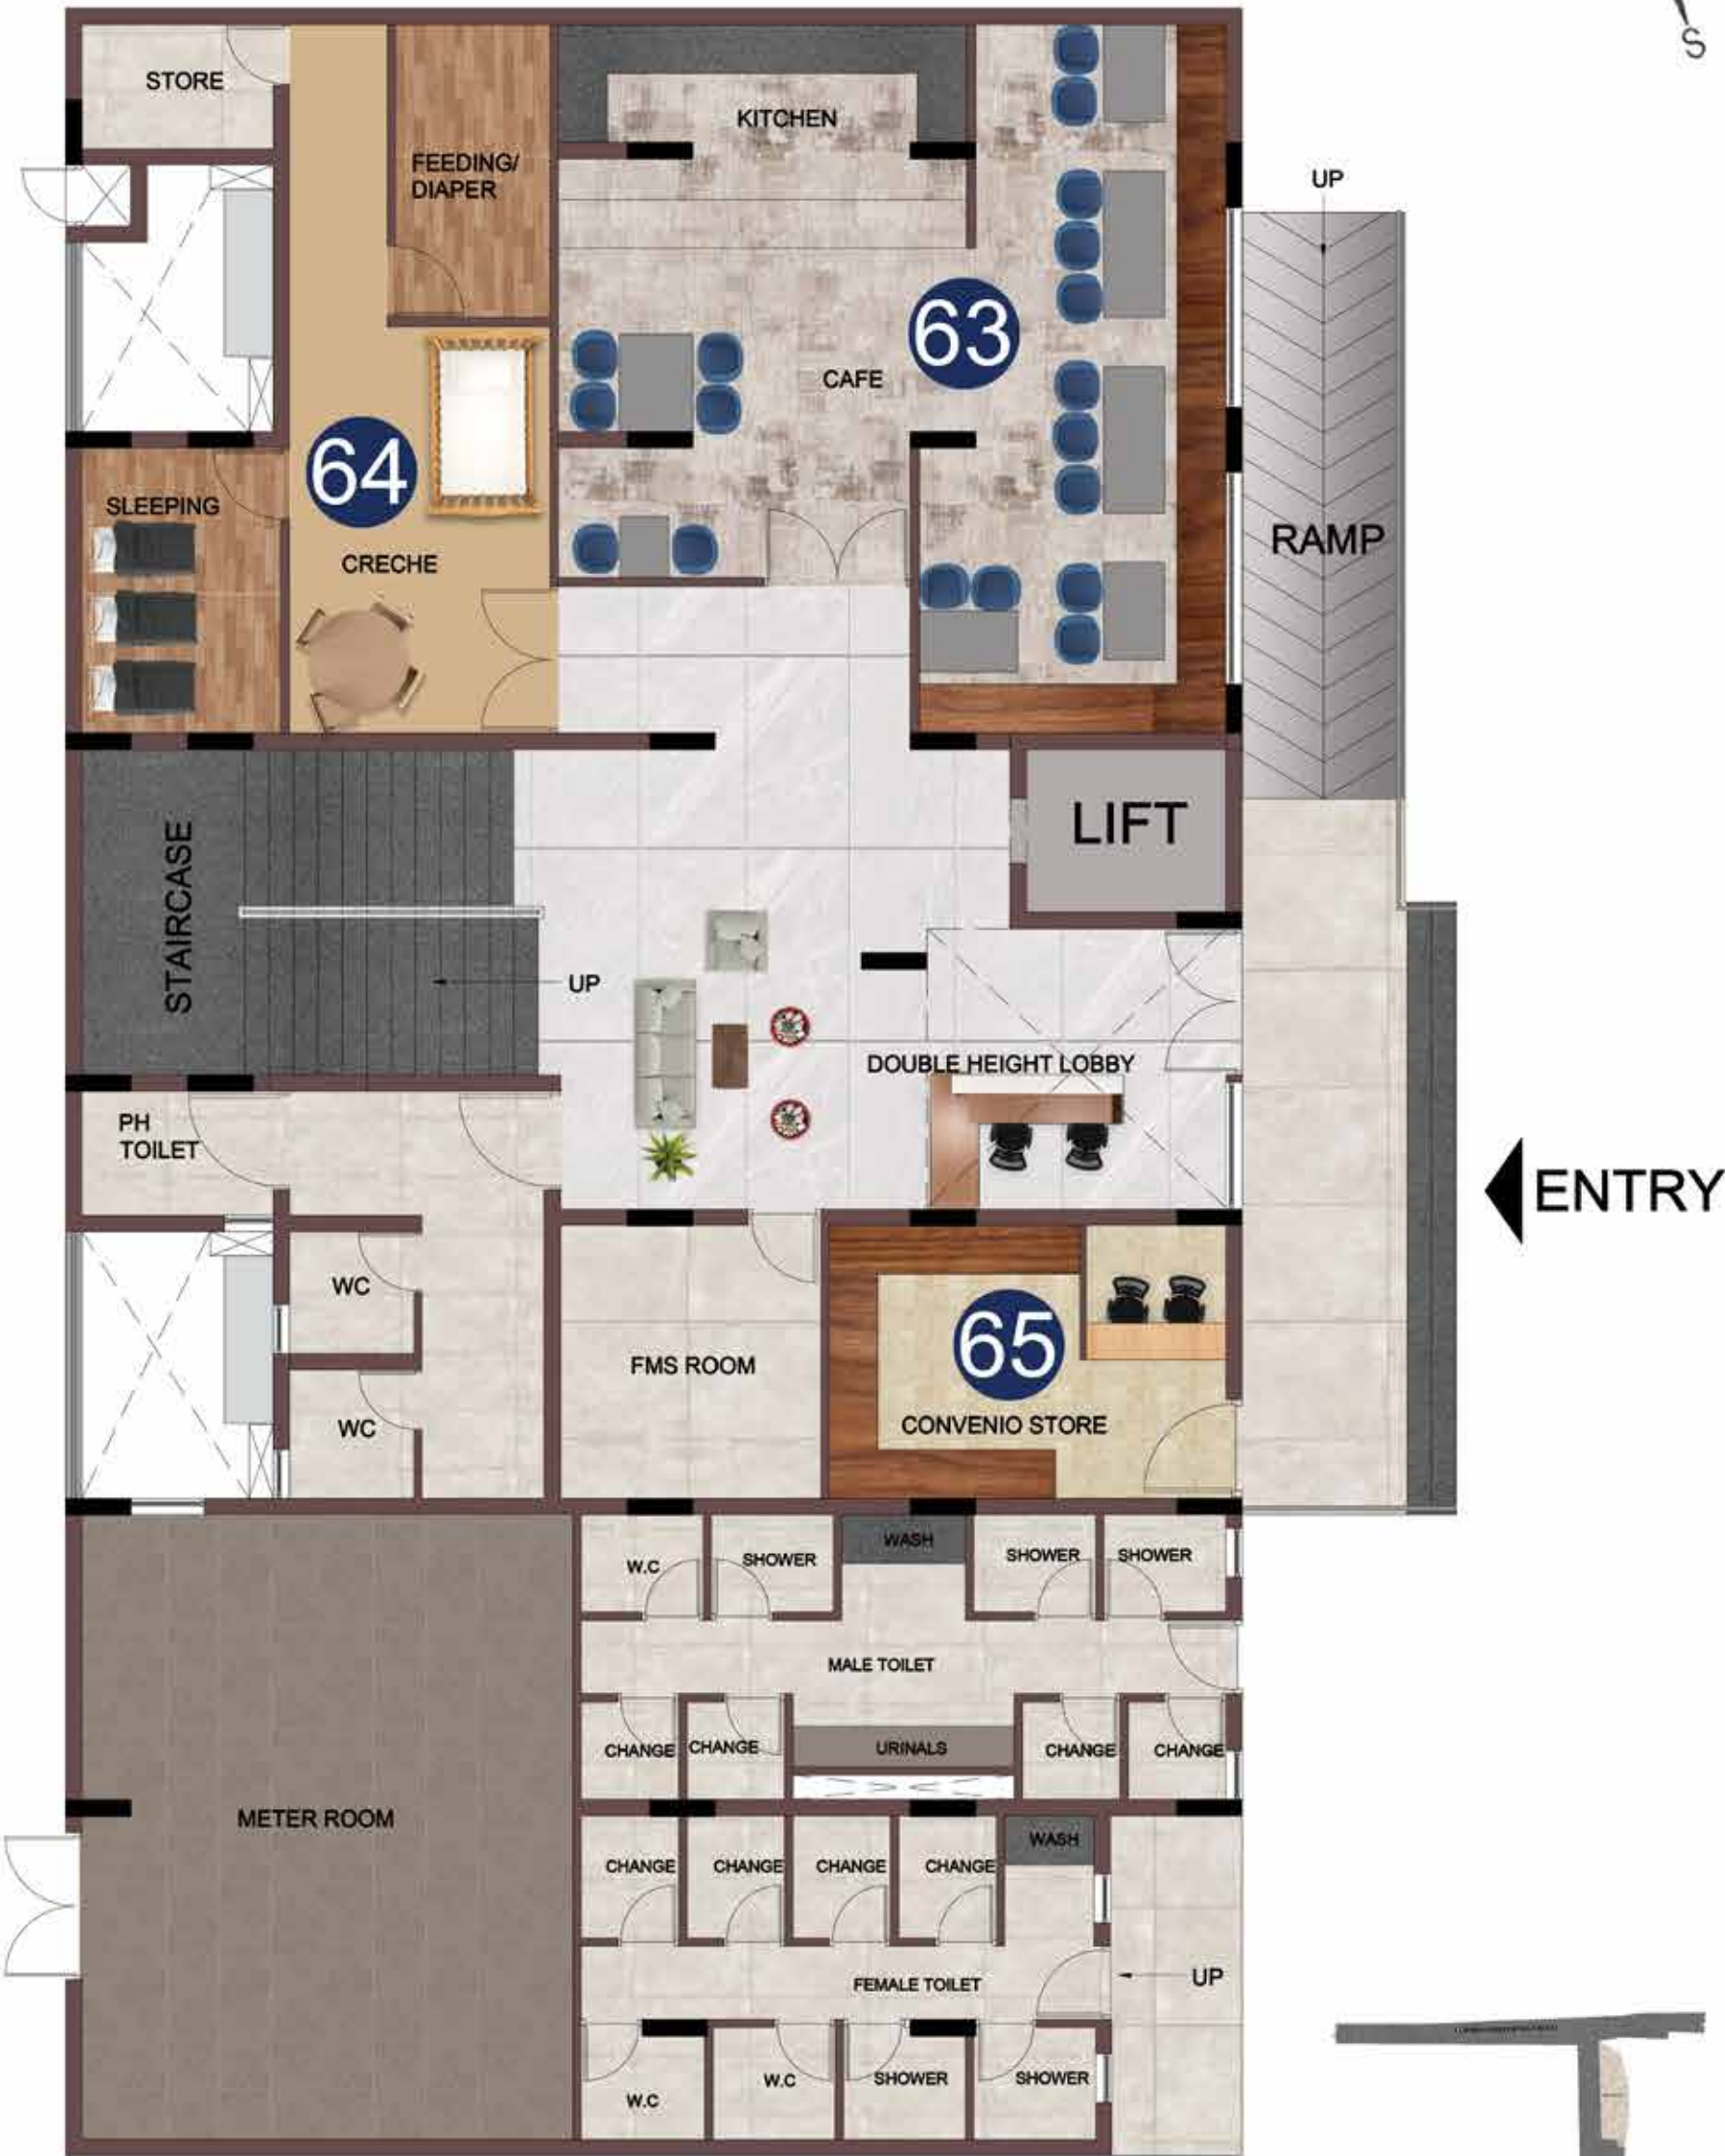 S
STORE
FEEDING/
DIAPER
KITCHEN
UP
63
CAFE
64
SLEEPING
CRECHE
RAMP
LIFT
STAIRCASE
UP
DOUBLE HEIGHT LOBBY
PH
TOILET
ENTRY
WC
FMS ROOM
65
WC
CONVENIO STORE
W.C
SHOWER
WASH
SHOWER
SHOWER
MALE TOILET
CHANGE
CHANGE
URINALS
CHANGE
CHANGE
METER ROOM
CHANGE
CHANGE
CHANGE
CHANGE
WASH
FEMALE TOILET
UP
W.C
W.C
SHOWER
SHOWER